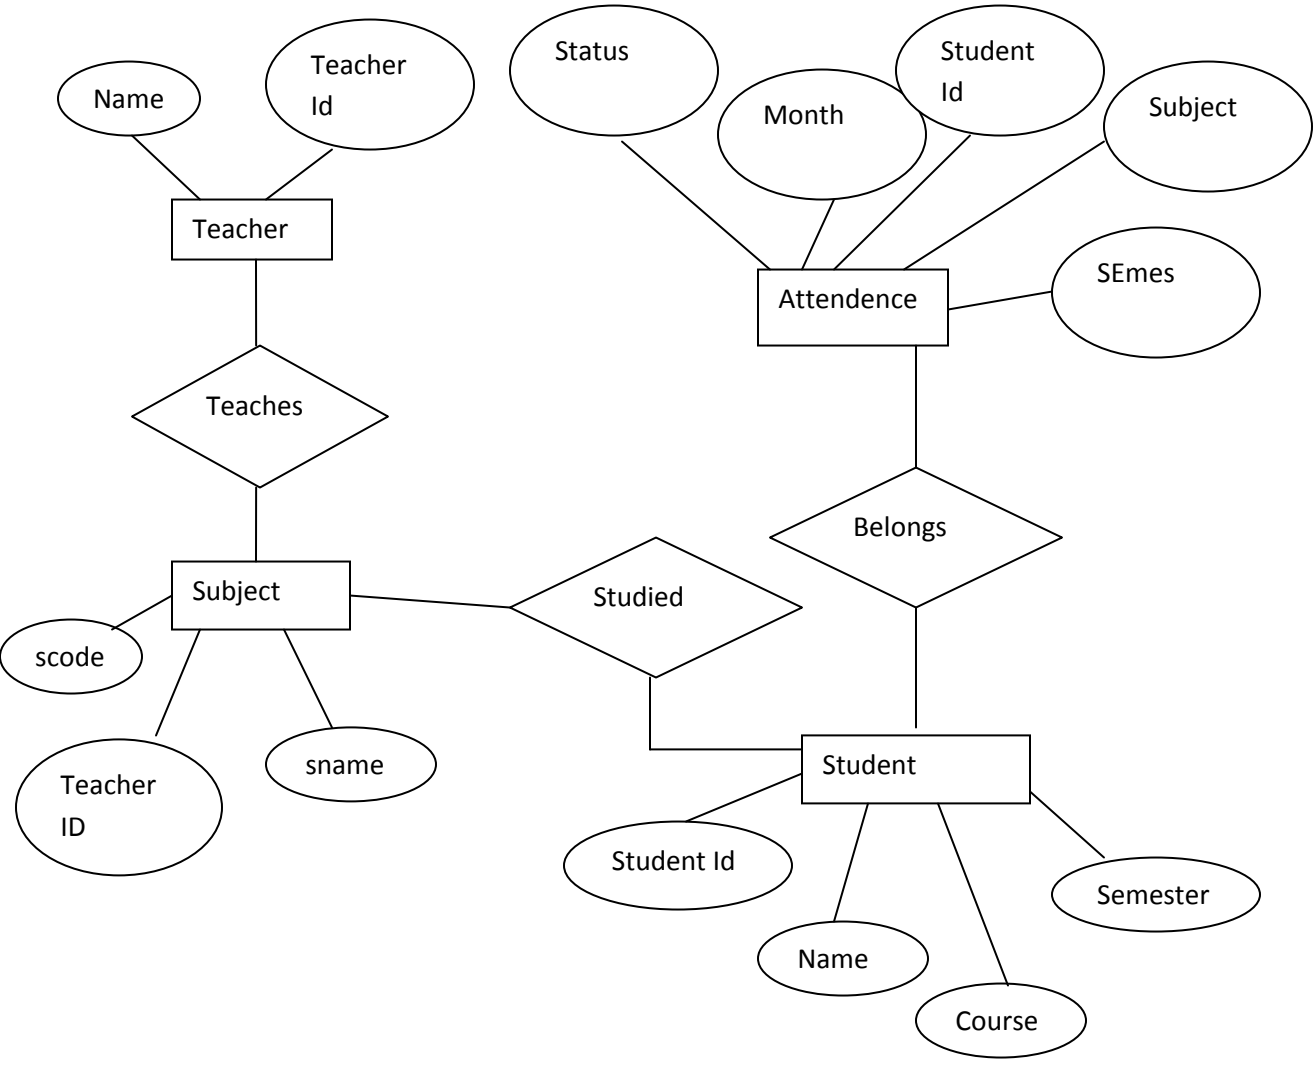 Name
Teacher
Id
Status
Month
Student
Id
Subject
Teacher
SEmes
Attendence
Teaches
Belongs
Subject
Studied
scode
Teacher
ID
sname
Student
Student Id
Semester
Name
Course